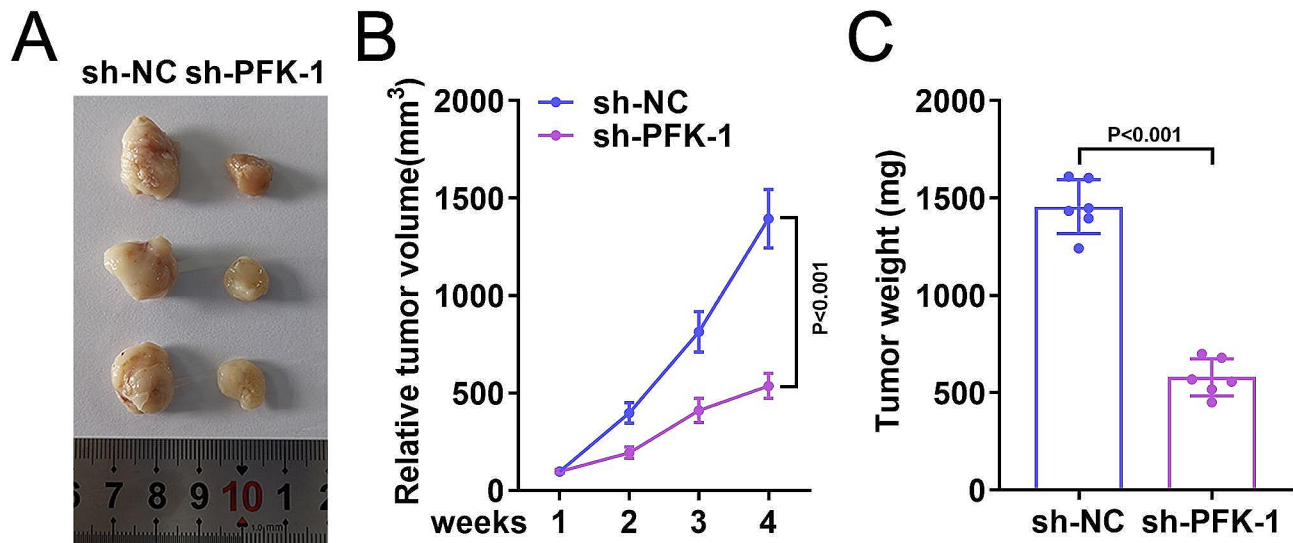 A
sh-NC sh-PFK-1
6 7 8 9 10 1 2
1.0mm
B
Relative tumor volume(mm³)
2000
1500
1000
500
0
sh-NC
sh-PFK-1
P<0.001
weeks 1 2 3 4
C
Tumor weight (mg)
2000
1500
1000
500
0
P<0.001
sh-NC sh-PFK-1